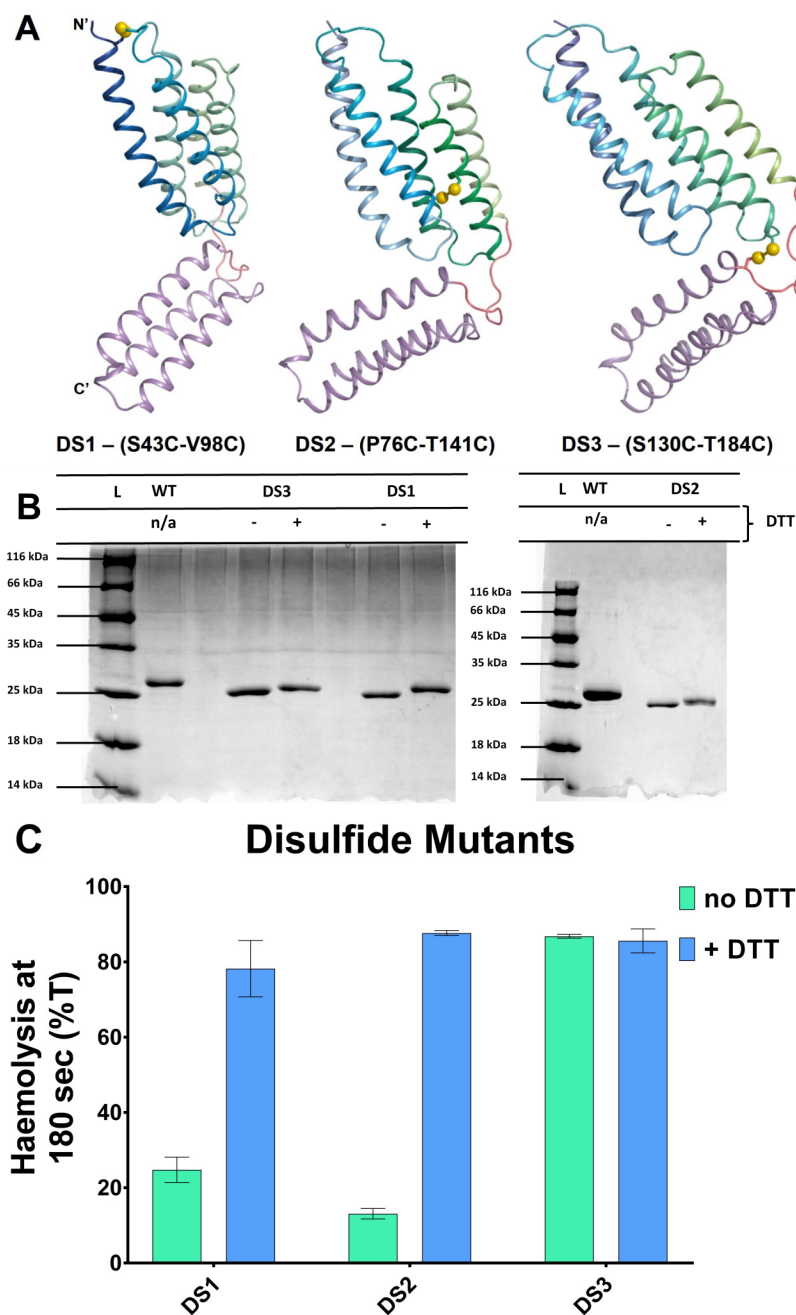 A
N'
C'
DS1 – (S43C-V98C) DS2 – (P76C-T141C) DS3 – (S130C-T184C)
B
L WT DS3 DS1
n/a - + - +
116 kDa
66 kDa
45 kDa
35 kDa
25 kDa
18 kDa
14 kDa
L WT DS2
n/a - + DTT
116 kDa
66 kDa
45 kDa
35 kDa
25 kDa
18 kDa
14 kDa
C Disulfide Mutants
Haemolysis at
180 sec (%T)
100
80
60
40
20
0
DS1
DS2
DS3
no DTT
+ DTT